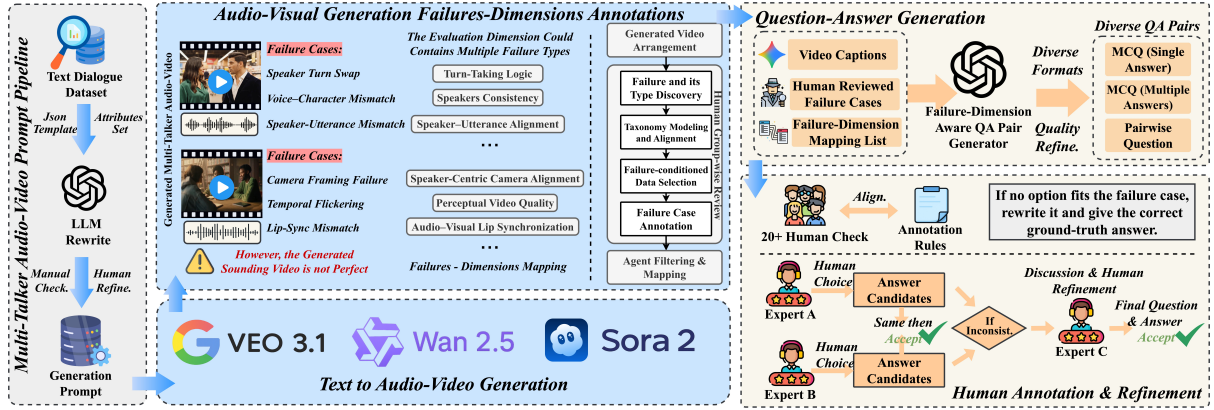 Multi-Talker Audio-Video Prompt Pipeline
Text Dialogue
Dataset
Json
Template
Attributes
Set
LLM
Rewrite
Manual
Check.
Human
Refine.
Generation
Prompt
Audio-Visual Generation Failures-Dimensions Annotations
Generated Multi-Talker Audio-Video
Failure Cases:
The Evaluation Dimension Could
Contains Multiple Failure Types
Speaker Turn Swap
Turn-Taking Logic
Voice–Character Mismatch
Speakers Consistency
Speaker-Utterance Mismatch
Speaker–Utterance Alignment
...
Failure Cases:
Camera Framing Failure
Speaker-Centric Camera Alignment
Temporal Flickering
Perceptual Video Quality
Lip-Sync Mismatch
Audio–Visual Lip Synchronization
...
However, the Generated
Sounding Video is not Perfect
Failures - Dimensions Mapping
Generated Video
Arrangement
Failure and its
Type Discovery
Taxonomy Modeling
and Alignment
Failure-conditioned
Data Selection
Failure Case
Annotation
Human Group-wise Review
Agent Filtering &
Mapping
VEO 3.1
Wan 2.5
Sora 2
Text to Audio-Video Generation
Question-Answer Generation
Video Captions
Human Reviewed
Failure Cases
Failure-Dimension
Mapping List
Failure-Dimension
Aware QA Pair
Generator
Diverse
Formats
Quality
Refine.
Diverse QA Pairs
MCQ (Single
Answer)
MCQ (Multiple
Answers)
Pairwise
Question
20+ Human Check
Align.
Annotation
Rules
If no option fits the failure case,
rewrite it and give the correct
ground-truth answer.
Expert A
Human
Choice
Answer
Candidates
Same then
Accept
Expert B
Human
Choice
Answer
Candidates
If
Inconsist.
Discussion & Human
Refinement
Expert C
Final Question
& Answer
Accept
Human Annotation & Refinement